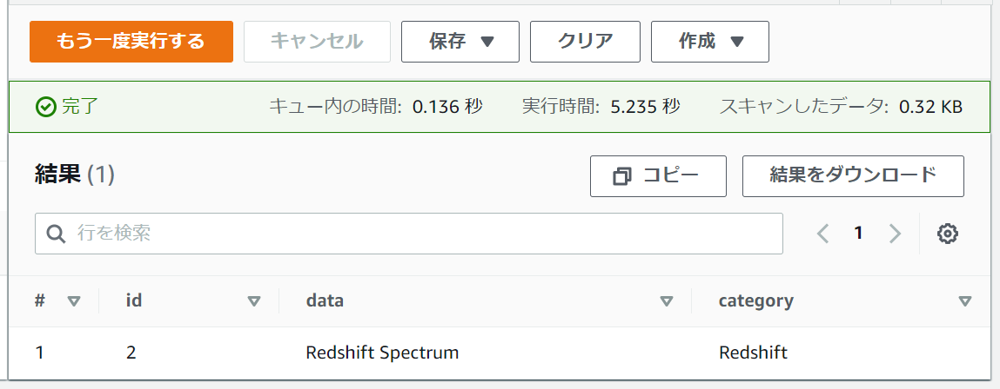 もう一度実行する キャンセル 保存 クリア 作成
完了 キュー内の時間: 0.136 秒 実行時間: 5.235 秒 スキャンしたデータ: 0.32 KB
結果 (1) コピー 結果をダウンロード
行を検索 1
# id data category
1 2 Redshift Spectrum Redshift